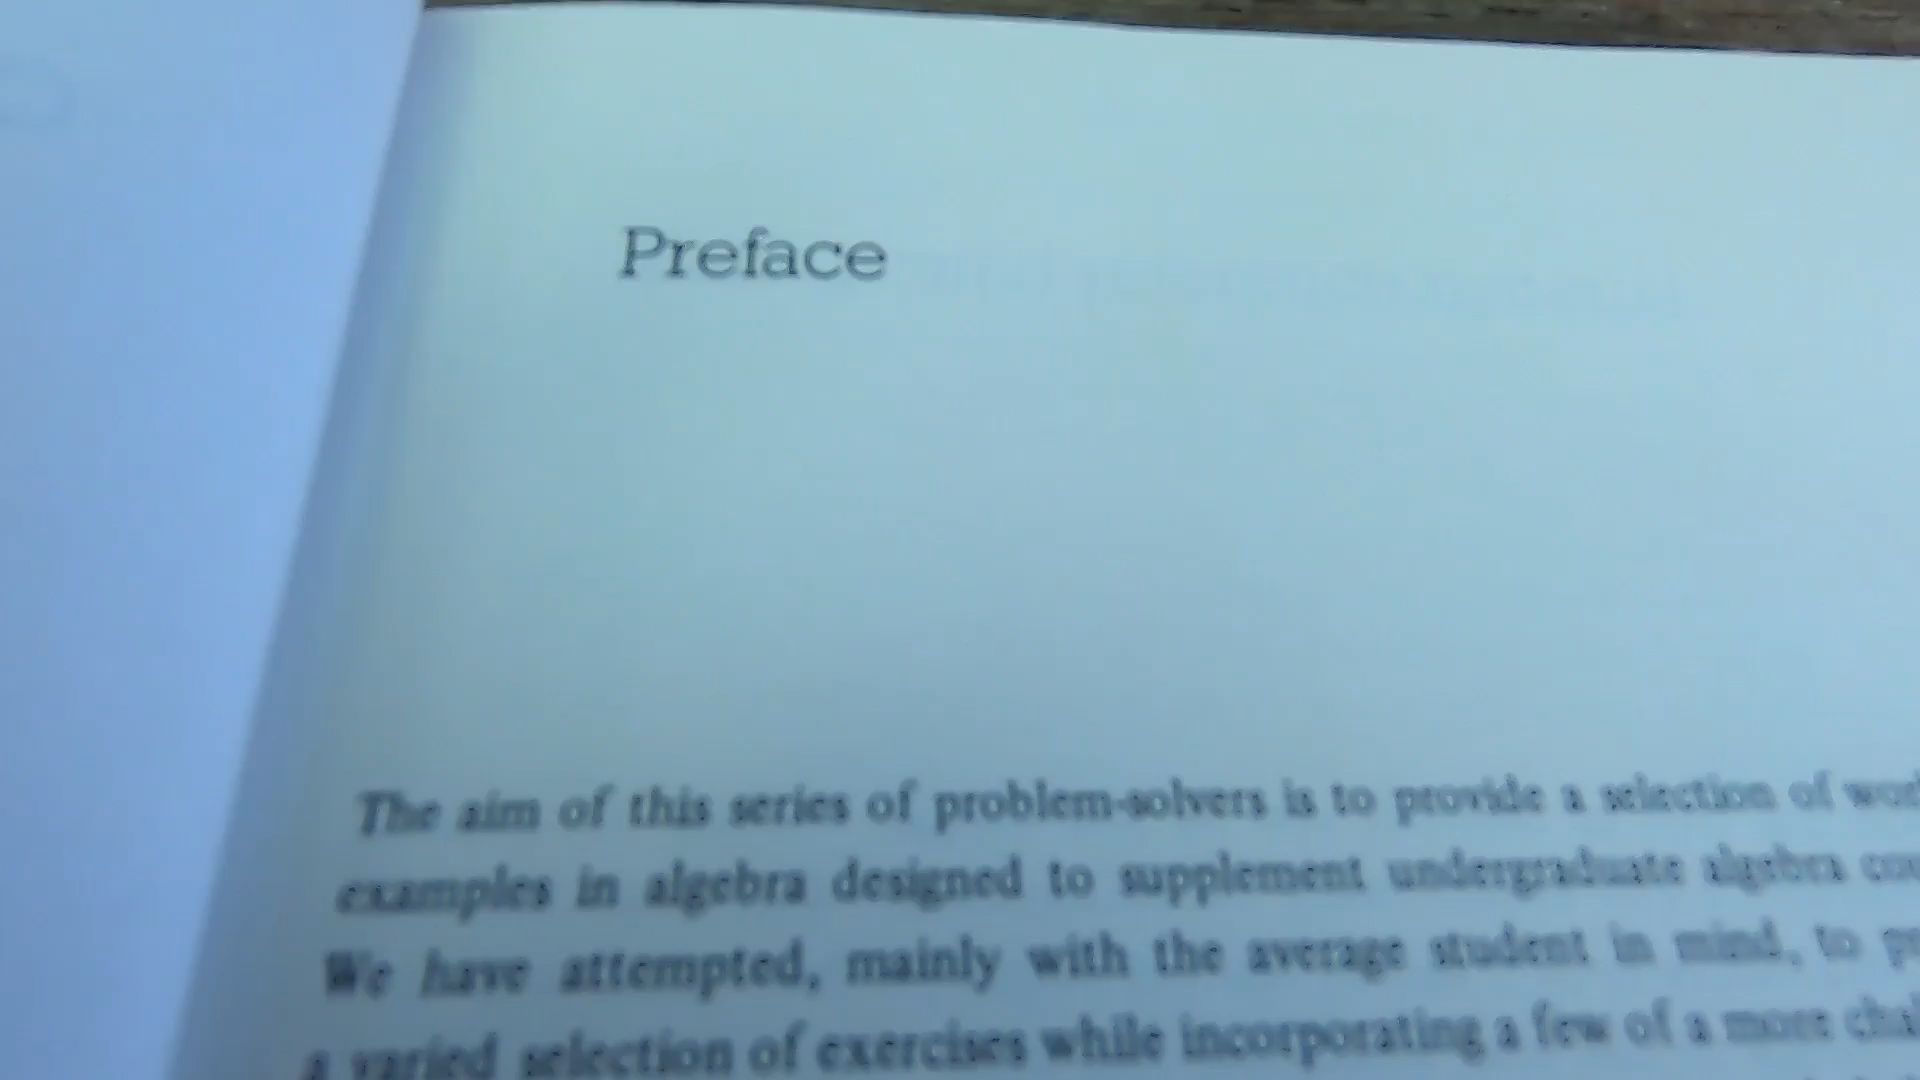 Preface
The aim of this series of problem-solvers is to provide a selection of
examples in algebra designed to supplement undergraduate algebra
We have attempted, mainly with the average student in mind, to
a varied selection of exercises while incorporating a few of a more